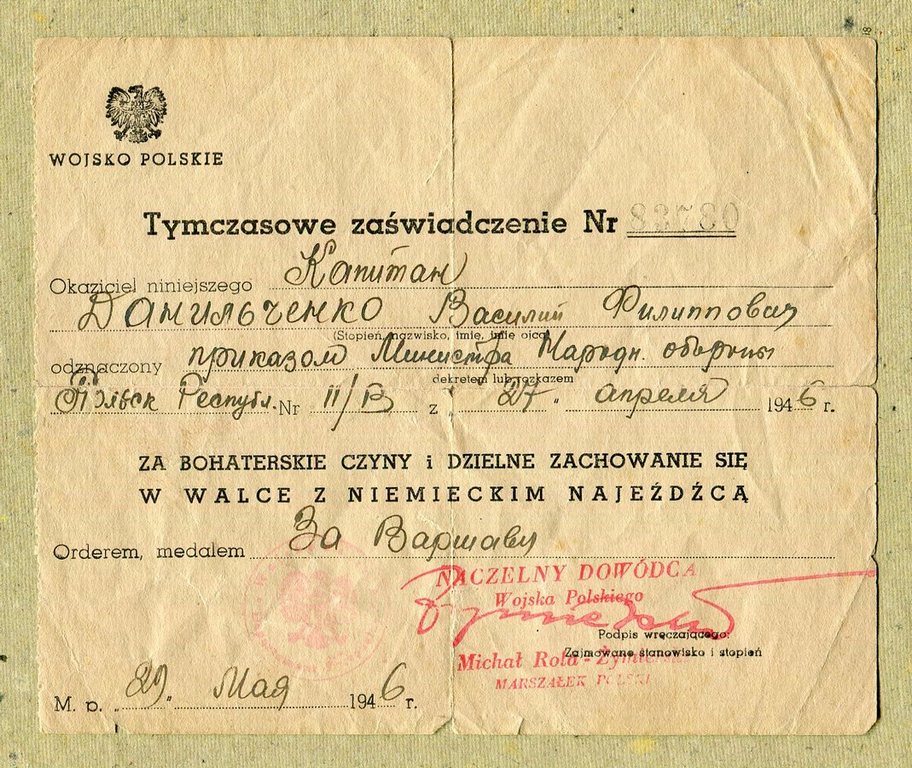 WOJSKO POLSKIE
Tymczasowe zaświadczenie Nr 83780
Okaziciel niniejszego Капитан
Данильченко Василий Филиппович
(Stopień, nazwisko, imię, imię ojca)
odznaczony приказом Министра Народн. обороны
dekretem lub rozkazem
Польск Республ. Nr II/В z „27„ апреля 1946 r.
ZA BOHATERSKIE CZYNY i DZIELNE ZACHOWANIE SIĘ
W WALCE Z NIEMIECKIM NAJEŹDŹCĄ
Orderem, medalem За Варшаву
NACZELNY DOWÓDCA
Wojska Polskiego
Podpis wręczającego:
Zajmowane stanowisko i stopień
Michał Rola-Żymierski
MARSZAŁEK POLSKI
M. p. „29„ Мая 1946 r.